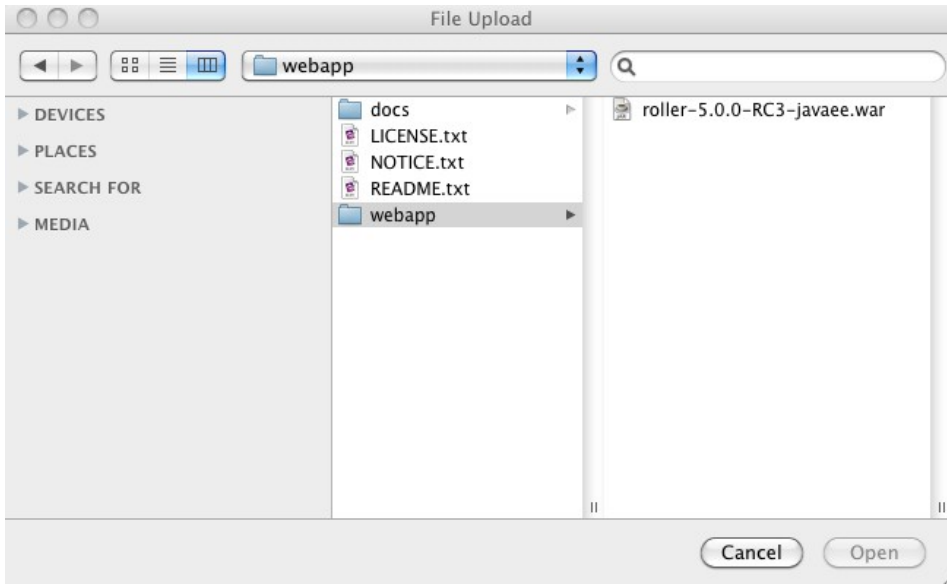 File Upload
webapp
DEVICES
PLACES
SEARCH FOR
MEDIA
docs
LICENSE.txt
NOTICE.txt
README.txt
webapp
roller-5.0.0-RC3-javaee.war
Cancel
Open